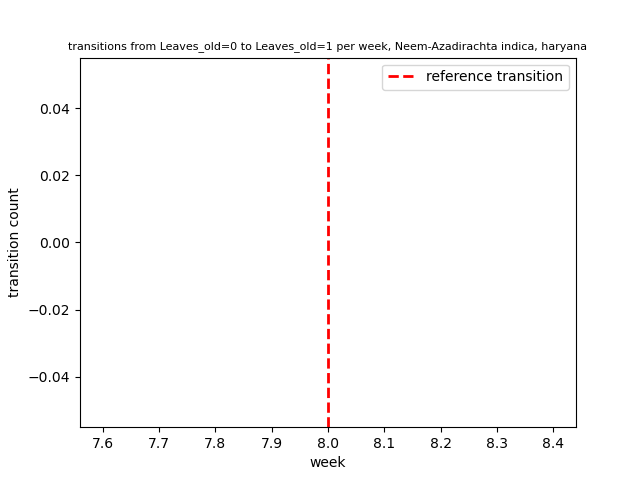 transitions from Leaves_old=0 to Leaves_old=1 per week, Neem-Azadirachta indica, haryana
reference transition
transition count
0.04
0.02
0.00
−0.02
−0.04
7.6 7.7 7.8 7.9 8.0 8.1 8.2 8.3 8.4
week